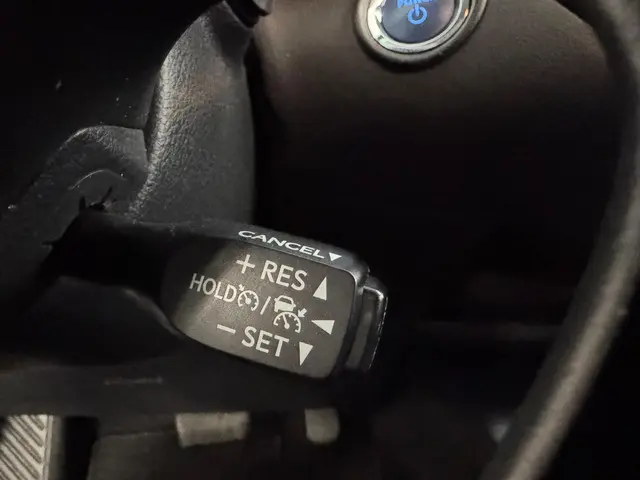 CANCEL▼
+ RES ▲
HOLD /
− SET ▼